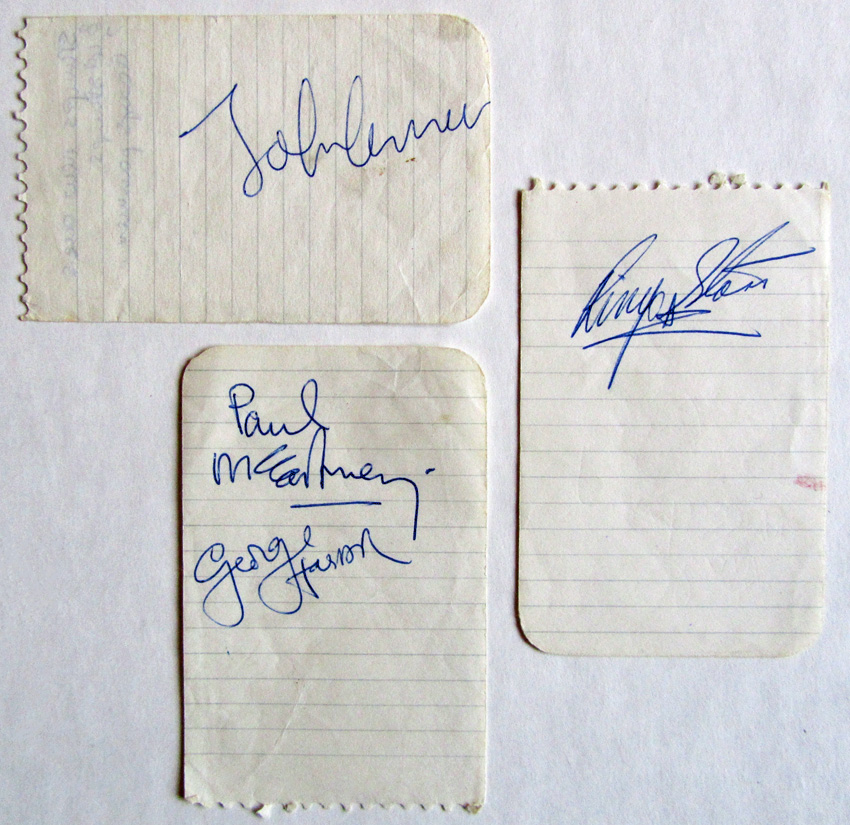 John Lennon
Ringo Starr
Paul
McCartney
George Harrison